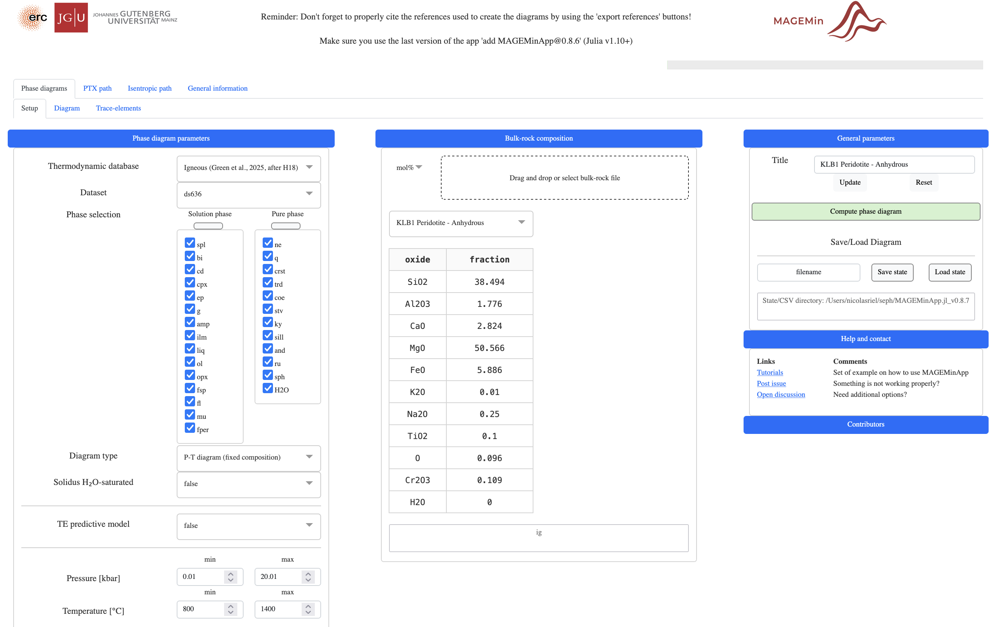 erc
JG|U
JOHANNES GUTENBERG
UNIVERSITÄT MAINZ
Reminder: Don't forget to properly cite the references used to create the diagrams by using the 'export references' buttons!
Make sure you use the last version of the app 'add MAGEMinApp@0.8.6' (Julia v1.10+)
MAGEMin
Phase diagrams PTX path Isentropic path General information
Setup Diagram Trace-elements
Phase diagram parameters
Thermodynamic database Igneous (Green et al., 2025, after H18)
Dataset ds636
Phase selection Solution phase Pure phase
spl ne
bi q
cd crst
cpx trd
ep coe
g stv
amp ky
ilm sill
liq and
ol ru
opx sph
fsp H2O
fl
mu
fper
Diagram type P-T diagram (fixed composition)
Solidus H₂O-saturated false
TE predictive model false
min max
Pressure [kbar] 0.01 20.01
min max
Temperature [°C] 800 1400
Bulk-rock composition
mol%
Drag and drop or select bulk-rock file
KLB1 Peridotite - Anhydrous
oxide fraction
SiO2 38.494
Al2O3 1.776
CaO 2.824
MgO 50.566
FeO 5.886
K2O 0.01
Na2O 0.25
TiO2 0.1
O 0.096
Cr2O3 0.109
H2O 0
ig
General parameters
Title KLB1 Peridotite - Anhydrous
Update Reset
Compute phase diagram
Save/Load Diagram
filename Save state Load state
State/CSV directory: /Users/nicolasriel/seph/MAGEMinApp.jl_v0.8.7
Help and contact
Links Comments
Tutorials Set of example on how to use MAGEMinApp
Post issue Something is not working properly?
Open discussion Need additional options?
Contributors